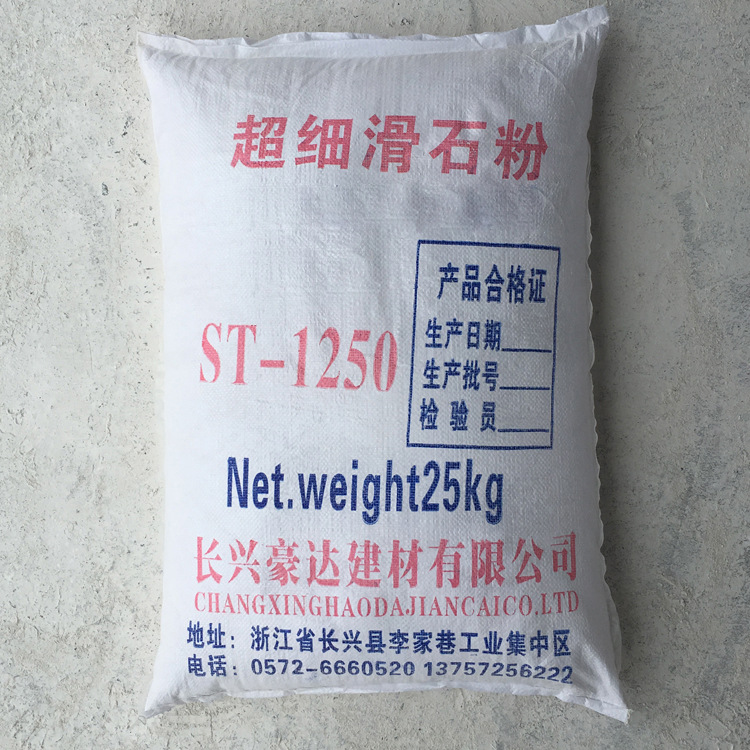 超细滑石粉
产品合格证
生产日期
生产批号
检验员
ST-1250
Net.weight25kg
长兴豪达建材有限公司
CHANGXINGHAODAJIANCAICO.LTD
地址：浙江省长兴县李家巷工业集中区
电话：0572-6660520 13757256222